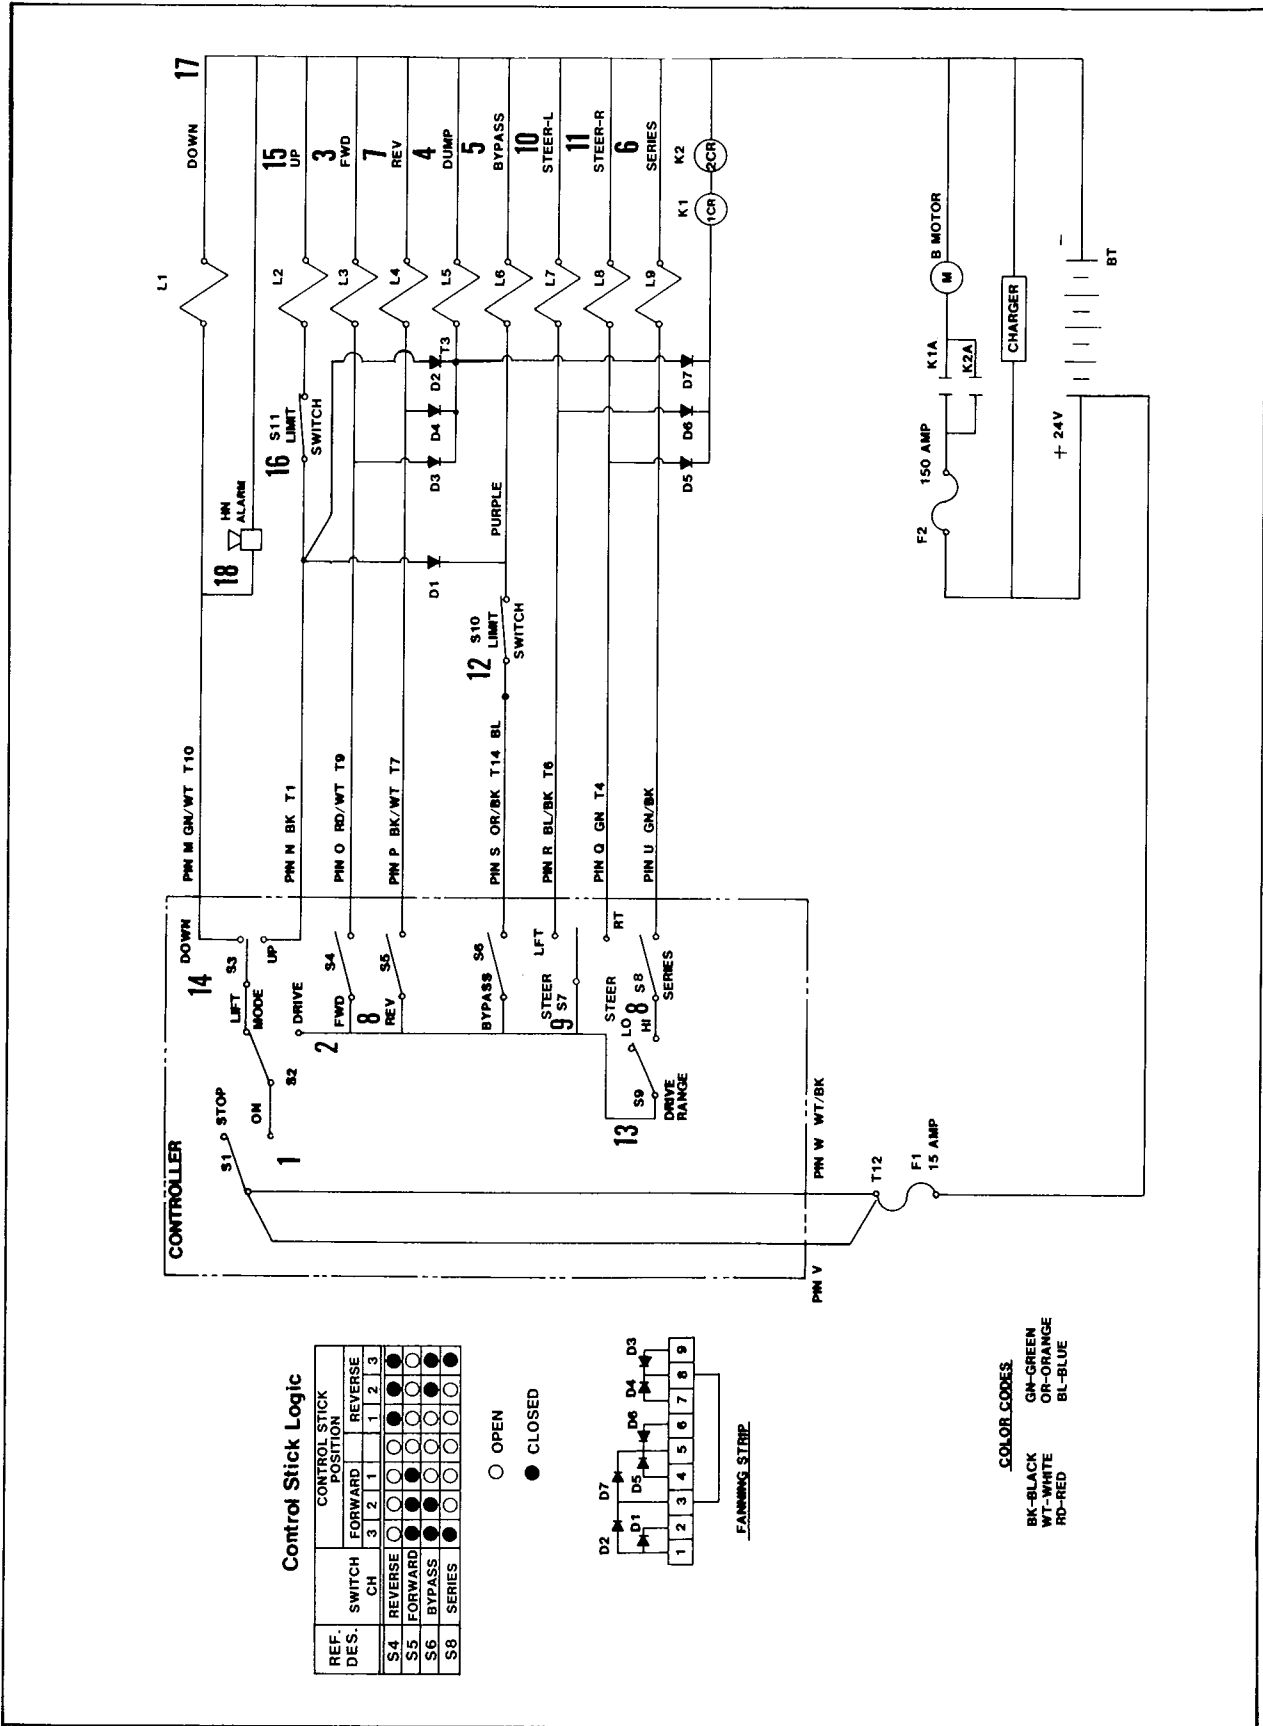 17
DOWN
15
UP
3
FWD
7
REV
4
DUMP
5
BYPASS
10
STEER-L
11
STEER-R
6
SERIES
K1
1CR
K2
2CR
L1
L2
L3
L4
L5
L6
L7
L8
L9
T3
D2
D4
D3
D1
D7
D6
D5
16
S11
LIMIT
SWITCH
18
HN
ALARM
PURPLE
12
S10
LIMIT
SWITCH
B MOTOR
M
K1A
K2A
150 AMP
F2
CHARGER
+ 24V
−
BT
PIN M GN/WT T10
PIN N BK T1
PIN O RD/WT T9
PIN P BK/WT T7
PIN S OR/BK T14 BL
PIN R BL/BK T6
PIN Q GN T4
PIN U GN/BK
CONTROLLER
14
DOWN
S3
UP
LIFT
MODE
DRIVE
2
S2
ON
STOP
S1
1
S4
FWD
8
S5
REV
S6
BYPASS
LFT
STEER
S7
9
RT
STEER
LO
HI
8
S8
SERIES
S9
DRIVE
RANGE
13
PIN W WT/BK
PIN V
T12
F1
15 AMP
Control Stick Logic
REF. DES.
SWITCH CH
CONTROL STICK POSITION
FORWARD REVERSE
3 2 1 1 2 3
S4 REVERSE
S5 FORWARD
S6 BYPASS
S8 SERIES
OPEN
CLOSED
D2
D1
D7
D5
D6
D4
D3
1 2 3 4 5 6 7 8 9
FANNING STRIP
COLOR CODES
BK-BLACK GN-GREEN
WT-WHITE OR-ORANGE
RD-RED BL-BLUE